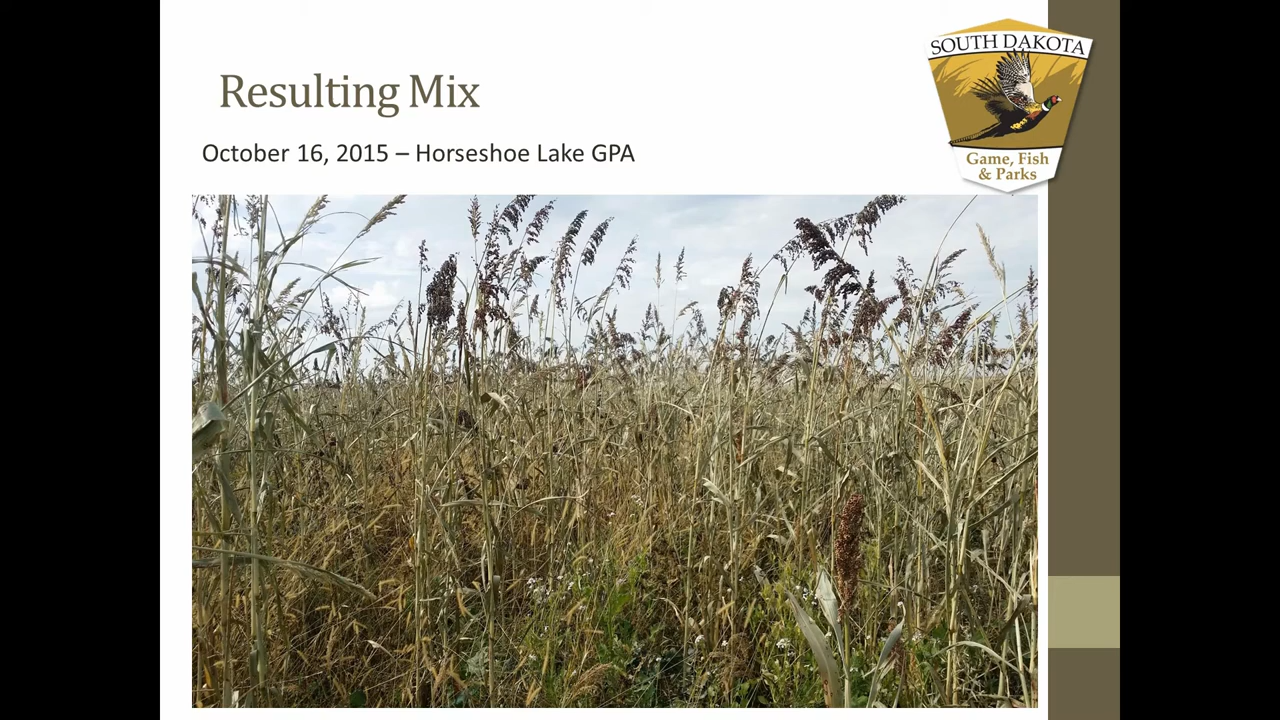 Resulting Mix
October 16, 2015 – Horseshoe Lake GPA
SOUTH DAKOTA
Game, Fish
& Parks